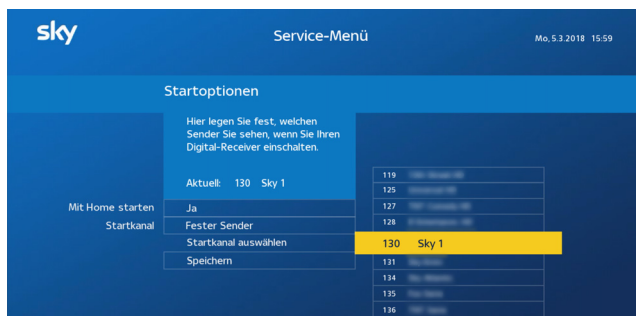 sky
Service-Menü
Mo, 5.3.2018 15:59
Startoptionen
Hier legen Sie fest, welchen
Sender Sie sehen, wenn Sie Ihren
Digital-Receiver einschalten.
Aktuell: 130 Sky 1
Mit Home starten Ja
Startkanal Fester Sender
Startkanal auswählen
Speichern
119
125
127
128
130 Sky 1
131
134
135
136